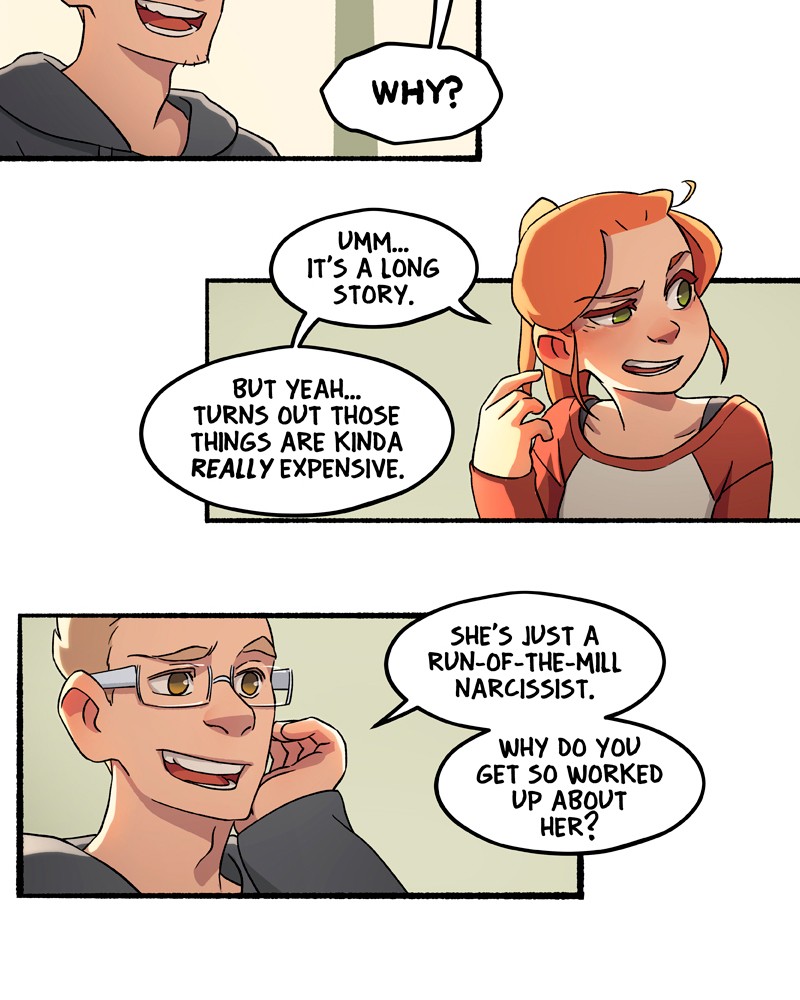 WHY?
UMM...
IT'S A LONG
STORY.
BUT YEAH...
TURNS OUT THOSE
THINGS ARE KINDA
REALLY EXPENSIVE.
SHE'S JUST A
RUN-OF-THE-MILL
NARCISSIST.
WHY DO YOU
GET SO WORKED
UP ABOUT
HER?